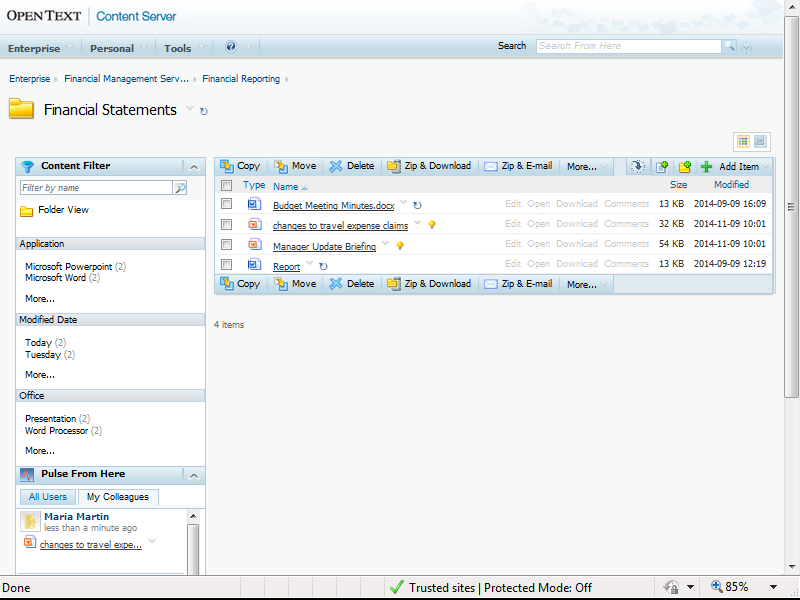 OPEN TEXT Content Server
Enterprise Personal Tools ?
Search Search From Here
Enterprise Financial Management Serv... Financial Reporting
Financial Statements
Content Filter
Filter by name
Folder View
Application
Microsoft Powerpoint (2)
Microsoft Word (2)
More...
Modified Date
Today (2)
Tuesday (2)
More...
Office
Presentation (2)
Word Processor (2)
More...
Pulse From Here
All Users My Colleagues
Maria Martin
less than a minute ago
changes to travel expe...
Copy Move Delete Zip & Download Zip & E-mail More... Add Item
Type Name Size Modified
Budget Meeting Minutes.docx Edit Open Download Comments 13 KB 2014-09-09 16:09
changes to travel expense claims Edit Open Download Comments 32 KB 2014-11-09 10:01
Manager Update Briefing Edit Open Download Comments 54 KB 2014-11-09 10:01
Report Edit Open Download Comments 13 KB 2014-09-09 12:19
Copy Move Delete Zip & Download Zip & E-mail More...
4 items
Done Trusted sites | Protected Mode: Off 85%